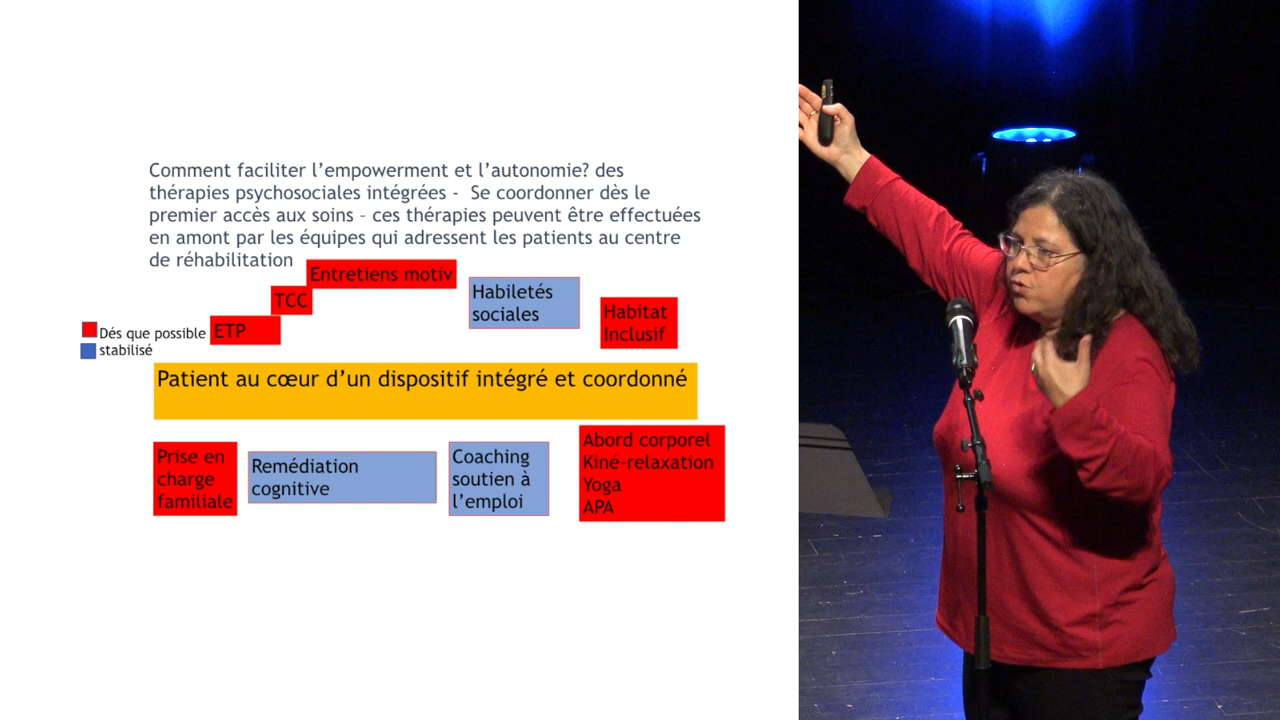 Comment faciliter l’empowerment et l’autonomie? des
thérapies psychosociales intégrées -  Se coordonner dès le
premier accès aux soins – ces thérapies peuvent être effectuées
en amont par les équipes qui adressent les patients au centre
de réhabilitation
Entretiens motiv
TCC
Habiletés
sociales
Habitat
Inclusif
Dés que possible
ETP
stabilisé
Patient au cœur d’un dispositif intégré et coordonné
Prise en
charge
familiale
Remédiation
cognitive
Coaching
soutien à
l’emploi
Abord corporel
Kiné-relaxation
Yoga
APA